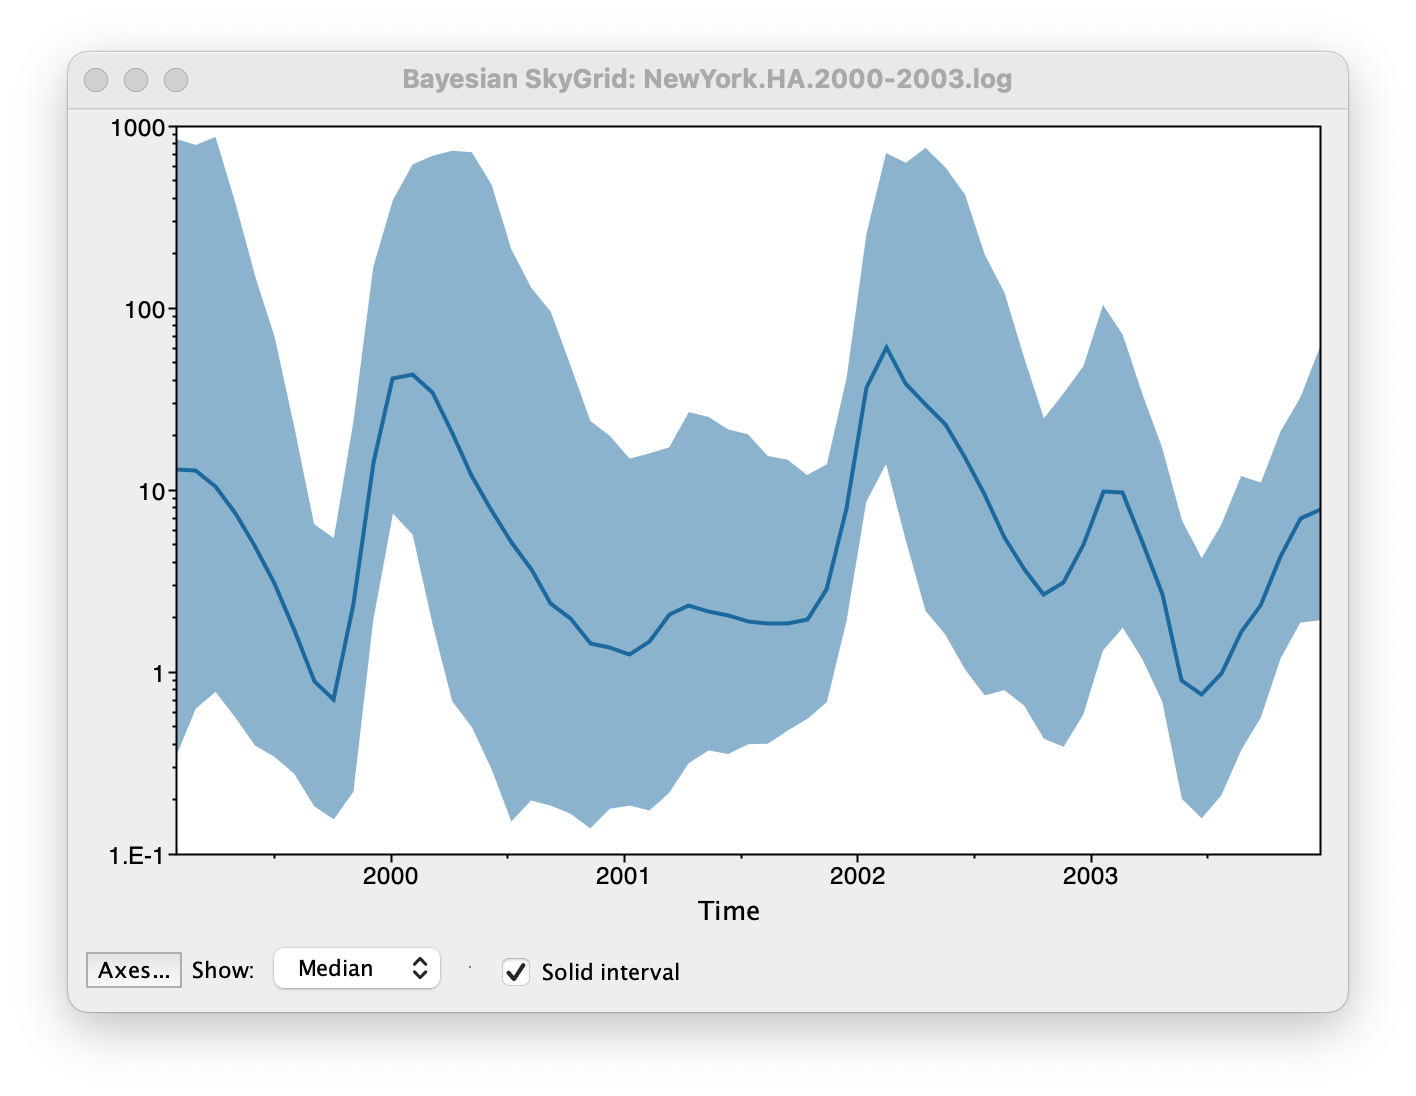 Bayesian SkyGrid: NewYork.HA.2000-2003.log
1000
100
10
1
1.E-1
2000 2001 2002 2003
Time
Axes... Show: Median Solid interval